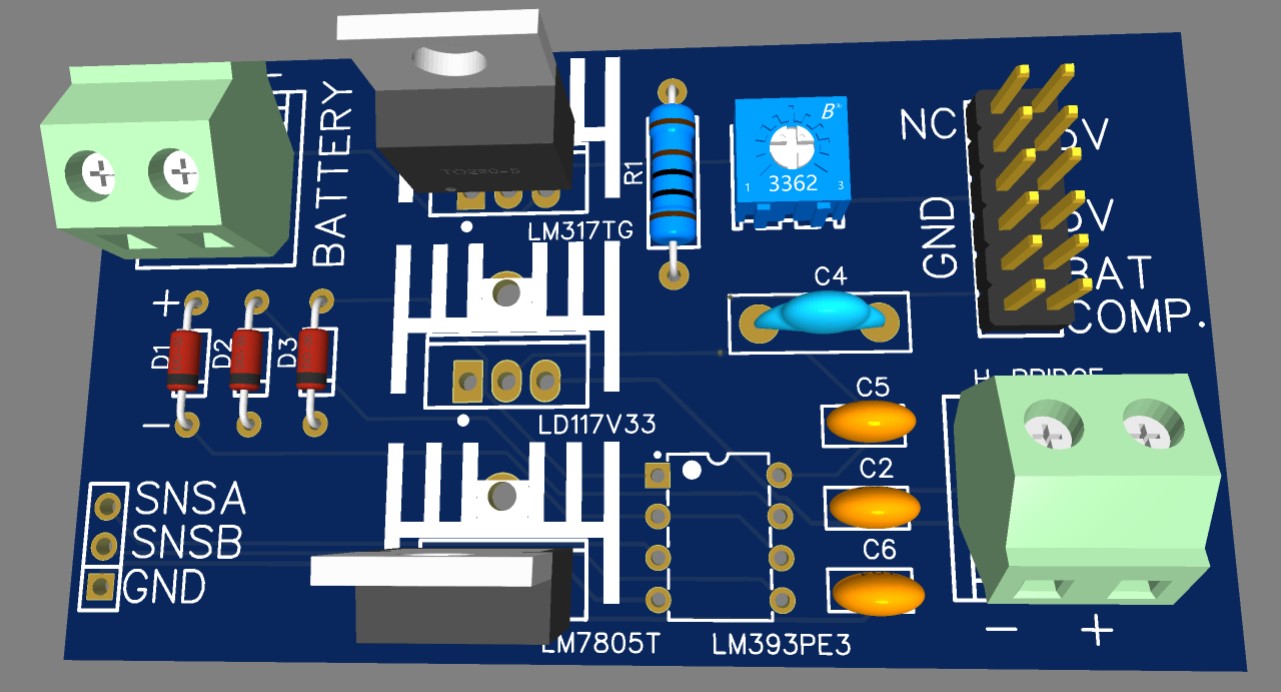 BATTERY
TO220-5
LM317TG
R1
B
1 3362 3
NC
5V
GND
5V
BAT
COMP.
C4
+
D1 D2 D3
−
LD117V33
C5
H-BRIDGE
C2
C6
SNSA
SNSB
GND
LM7805T
LM393PE3
− +